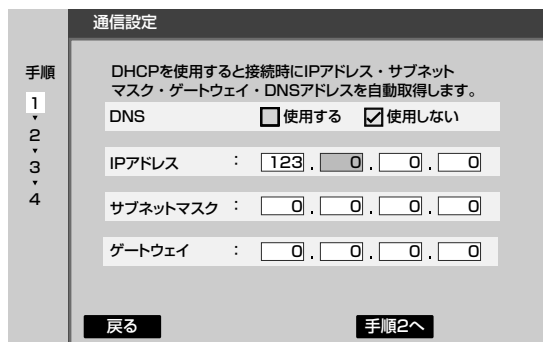 通信設定
手順
1
2
3
4
DHCPを使用すると接続時にIPアドレス・サブネット
マスク・ゲートウェイ・DNSアドレスを自動取得します。
DNS 使用する 使用しない
IPアドレス : 123 . 0 . 0 . 0
サブネットマスク : 0 . 0 . 0 . 0
ゲートウェイ : 0 . 0 . 0 . 0
戻る 手順2へ